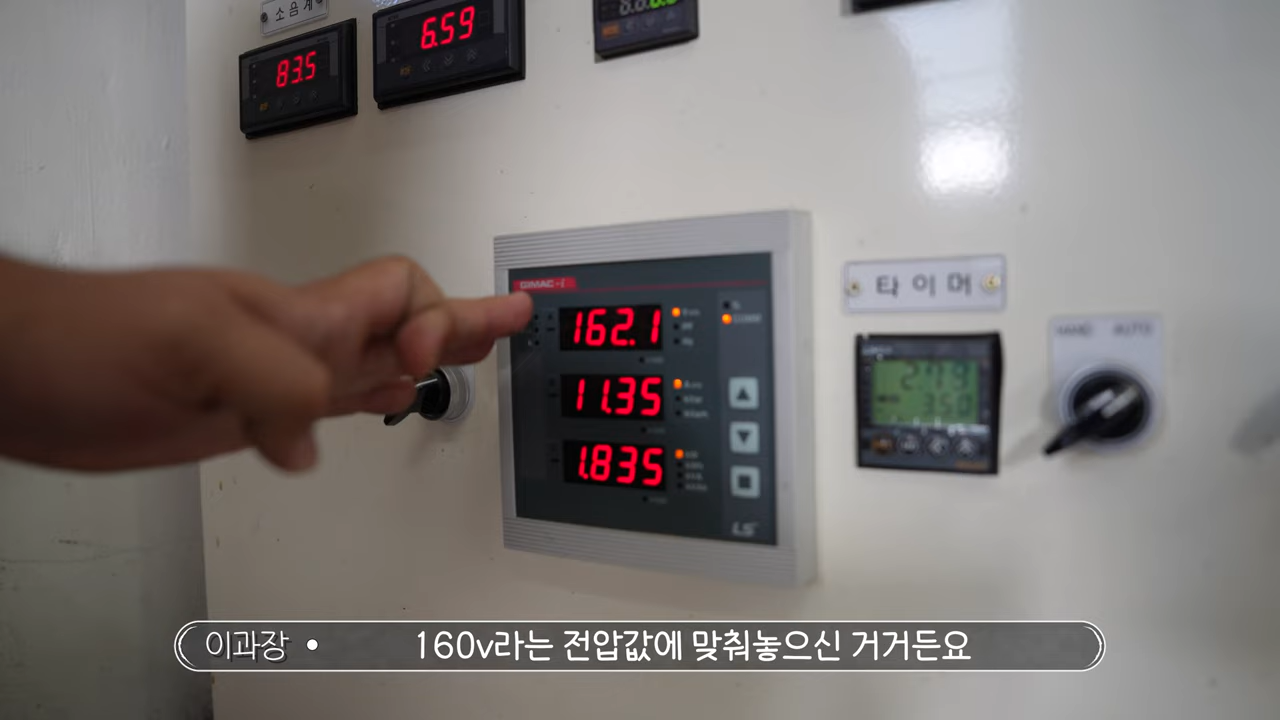 소음계
83.5
6.59
GIMAC-i
162.1
11.35
1.835
LS
타이머
HAND AUTO
이과장 • 160v라는 전압값에 맞춰놓으신 거거든요